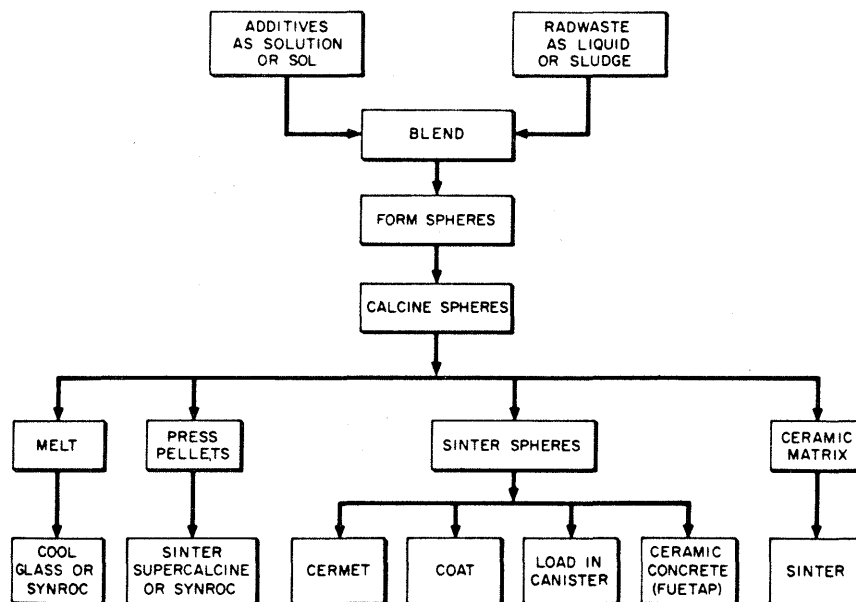 ADDITIVES
AS SOLUTION
OR SOL
RADWASTE
AS LIQUID
OR SLUDGE
BLEND
FORM SPHERES
CALCINE SPHERES
MELT
PRESS
PELLETS
SINTER SPHERES
CERAMIC
MATRIX
COOL
GLASS OR
SYNROC
SINTER
SUPERCALCINE
OR SYNROC
CERMET
COAT
LOAD IN
CANISTER
CERAMIC
CONCRETE
(FUETAP)
SINTER